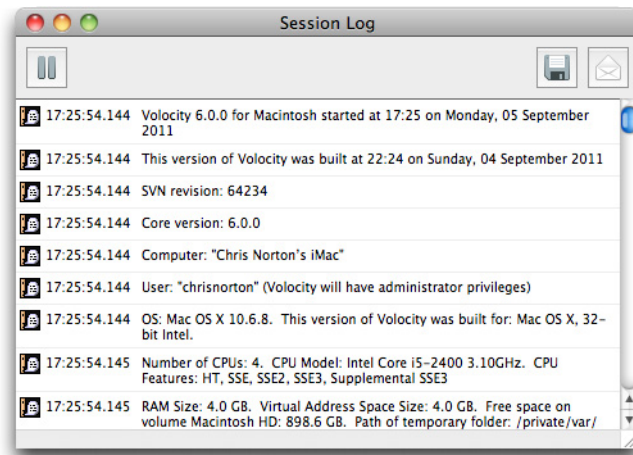 Session Log
17:25:54.144 Volocity 6.0.0 for Macintosh started at 17:25 on Monday, 05 September
2011
17:25:54.144 This version of Volocity was built at 22:24 on Sunday, 04 September 2011
17:25:54.144 SVN revision: 64234
17:25:54.144 Core version: 6.0.0
17:25:54.144 Computer: "Chris Norton's iMac"
17:25:54.144 User: "chrisnorton" (Volocity will have administrator privileges)
17:25:54.144 OS: Mac OS X 10.6.8. This version of Volocity was built for: Mac OS X, 32-
bit Intel.
17:25:54.145 Number of CPUs: 4. CPU Model: Intel Core i5-2400 3.10GHz. CPU
Features: HT, SSE, SSE2, SSE3, Supplemental SSE3
17:25:54.145 RAM Size: 4.0 GB. Virtual Address Space Size: 4.0 GB. Free space on
volume Macintosh HD: 898.6 GB. Path of temporary folder: /private/var/